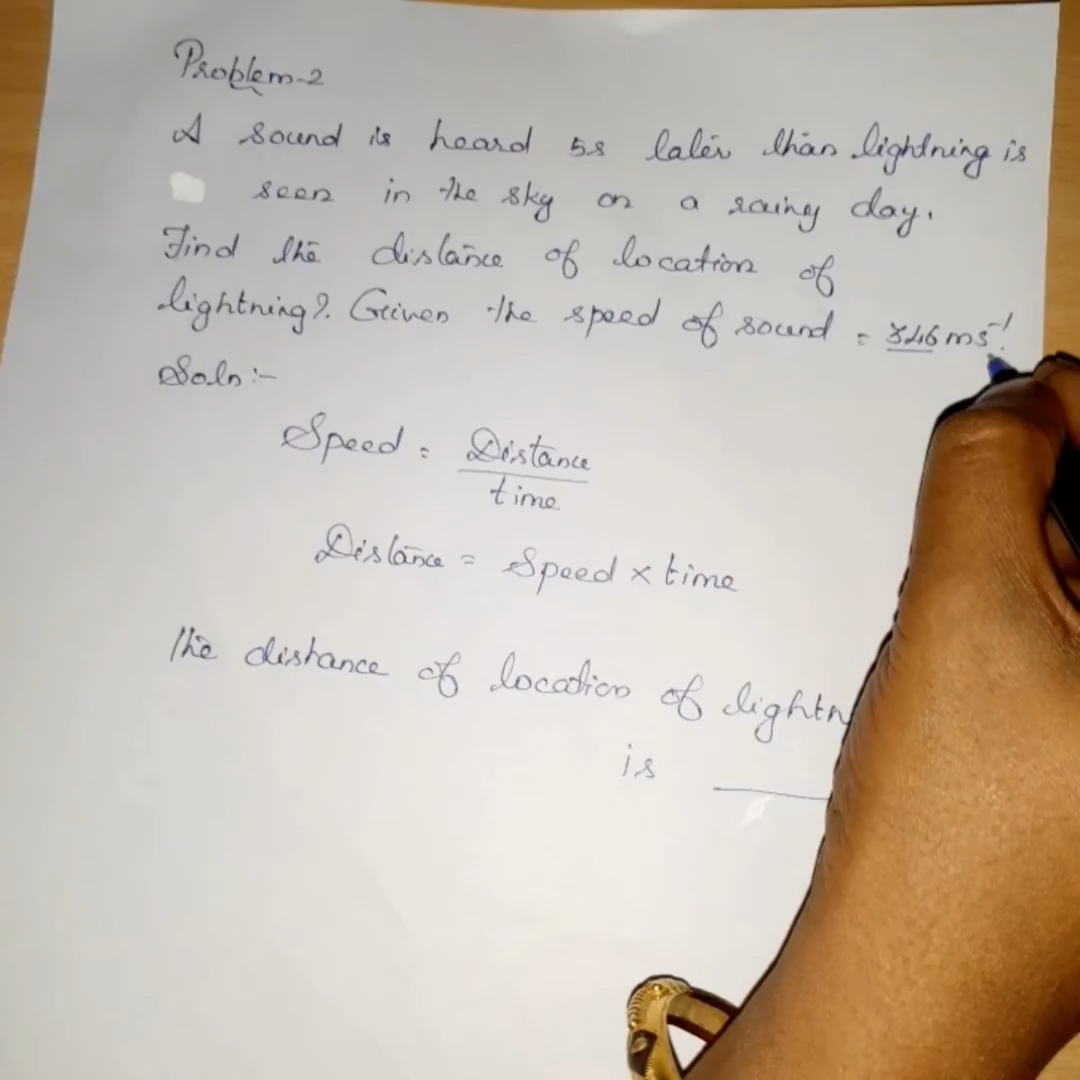 Problem-2
A sound is heard 5s later than lightning is
seen in the sky on a rainy day.
Find the distance of location of
lightning?. Given the speed of sound = 346 ms⁻¹.
Soln :-
Speed = Distance
time
Distance = Speed × time
The distance of location of lightn
is